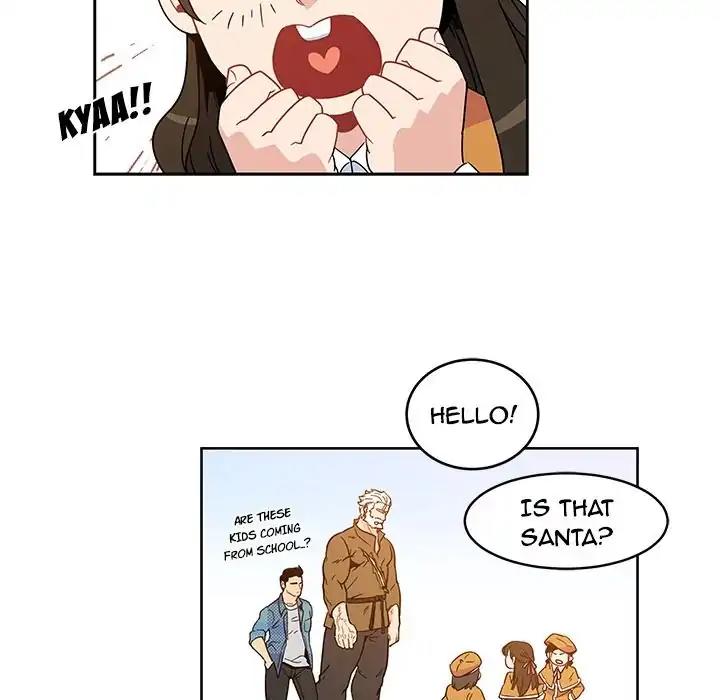 KYAA!!
HELLO!
IS THAT
SANTA?
ARE THESE
KIDS COMING
FROM SCHOOL..?